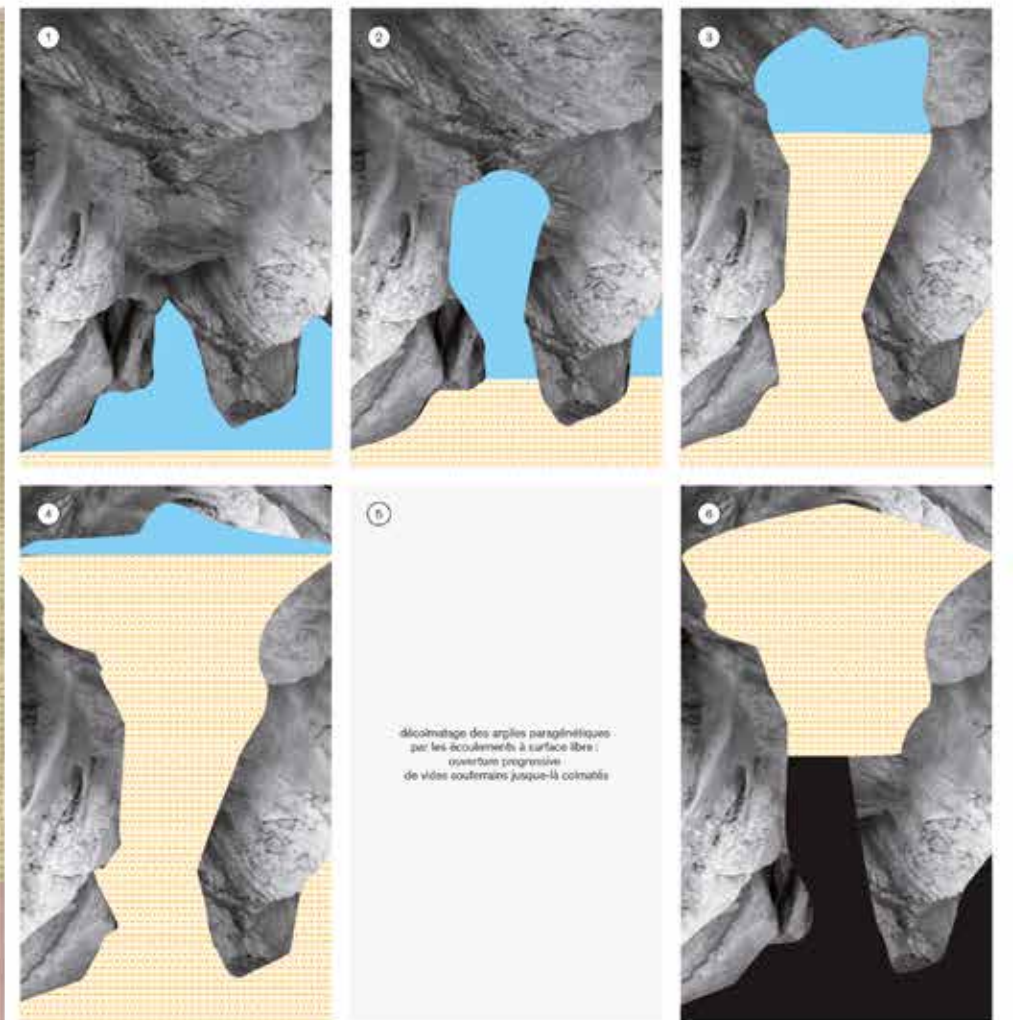 1
2
3
4
5
6
décolmatage des argiles paragénétiques
par les écoulements à surface libre :
ouverture progressive
de vides souterrains jusque-là colmatés